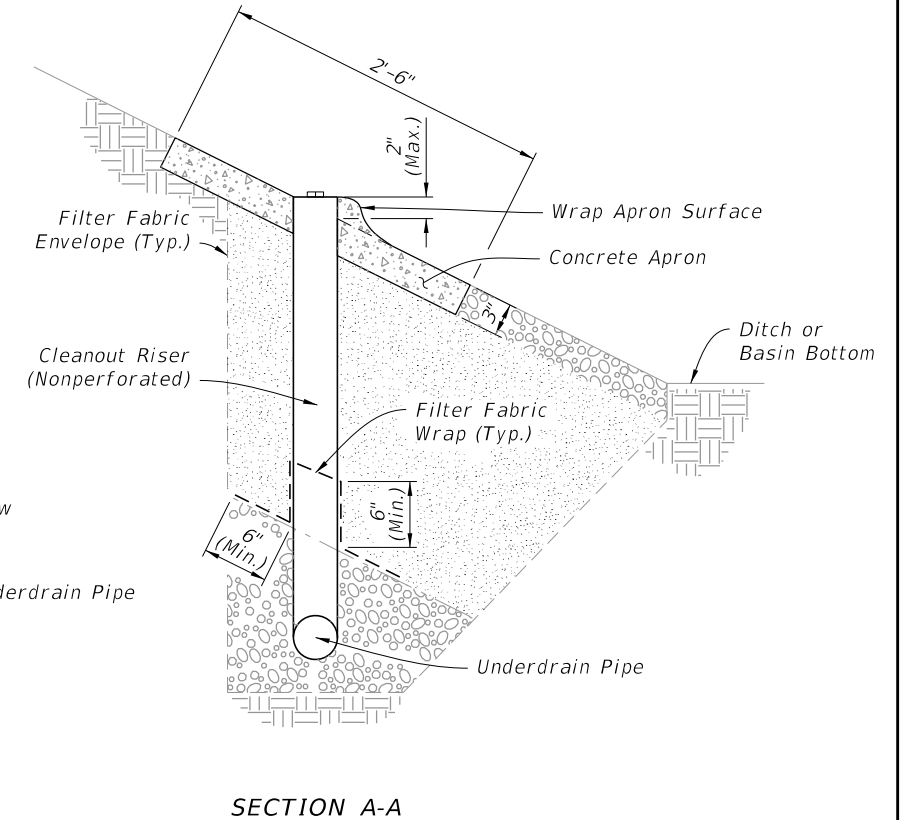 2'-6"
2"
(Max.)
Filter Fabric
Envelope (Typ.)
Wrap Apron Surface
Concrete Apron
3"
Ditch or
Basin Bottom
Cleanout Riser
(Nonperforated)
Filter Fabric
Wrap (Typ.)
6"
(Min.)
6"
(Min.)
Pipe
Underdrain Pipe
SECTION A-A